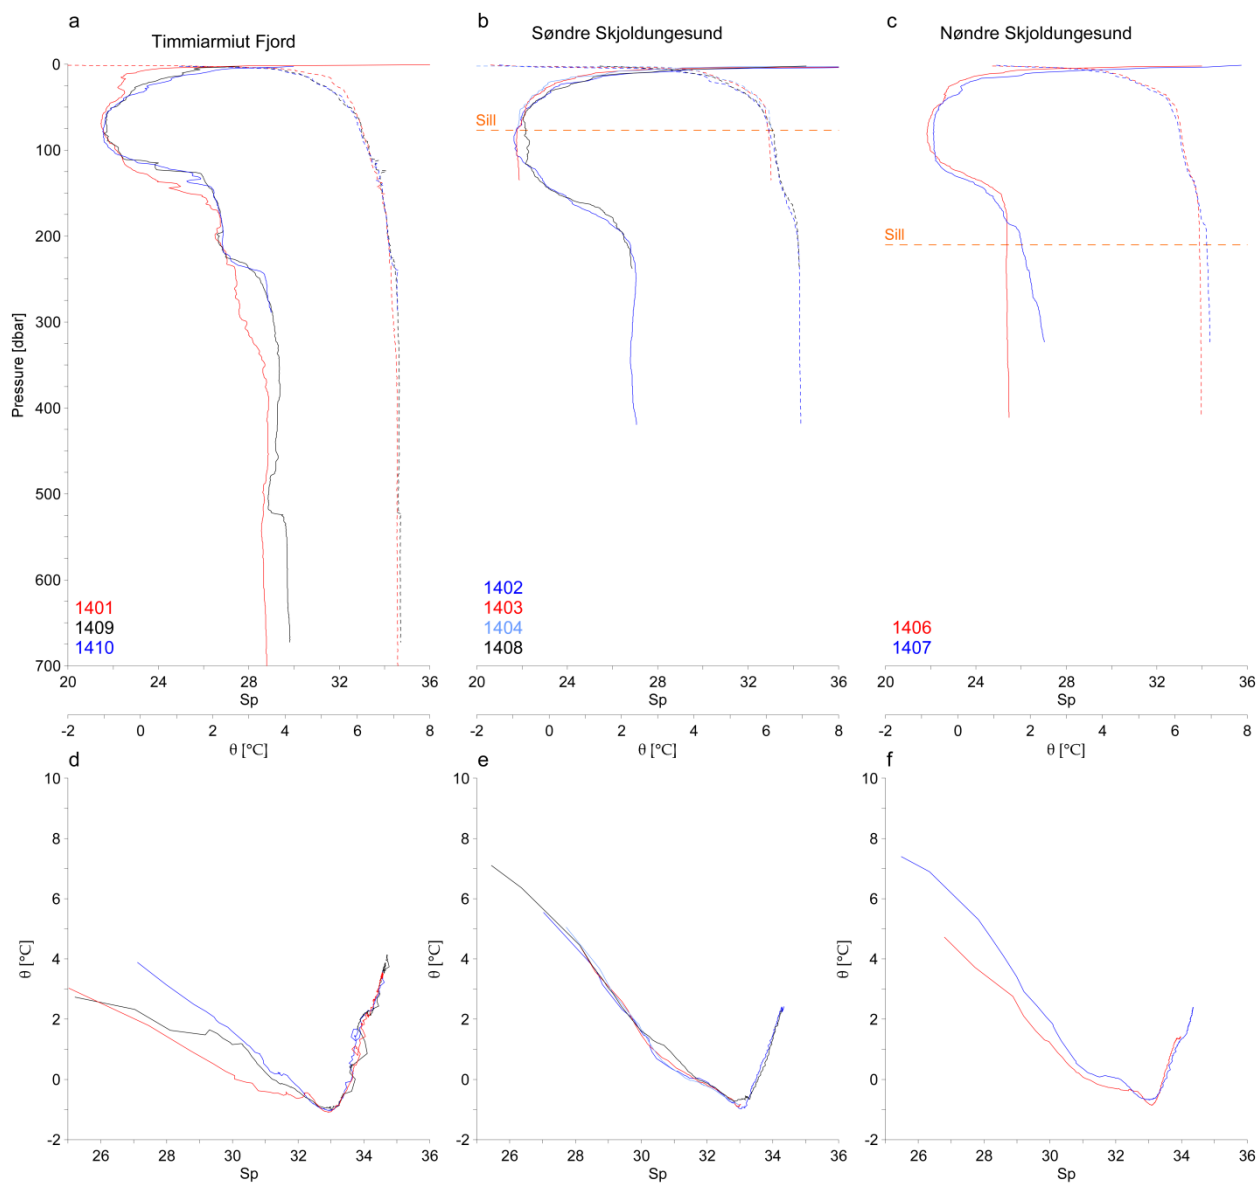 a
Timmiarmiut Fjord
b
Søndre Skjoldungesund
c
Nøndre Skjoldungesund
0
100
200
300
400
500
600
700
Pressure [dbar]
Sill
Sill
1401
1409
1410
1402
1403
1404
1408
1406
1407
20 24 28 32 36
Sp
20 24 28 32 36
Sp
20 24 28 32 36
Sp
-2 0 2 4 6 8
θ [°C]
-2 0 2 4 6 8
θ [°C]
-2 0 2 4 6 8
θ [°C]
d
10
8
6
4
2
0
-2
θ [°C]
26 28 30 32 34 36
Sp
e
10
8
6
4
2
0
-2
θ [°C]
26 28 30 32 34 36
Sp
f
10
8
6
4
2
0
-2
θ [°C]
26 28 30 32 34 36
Sp